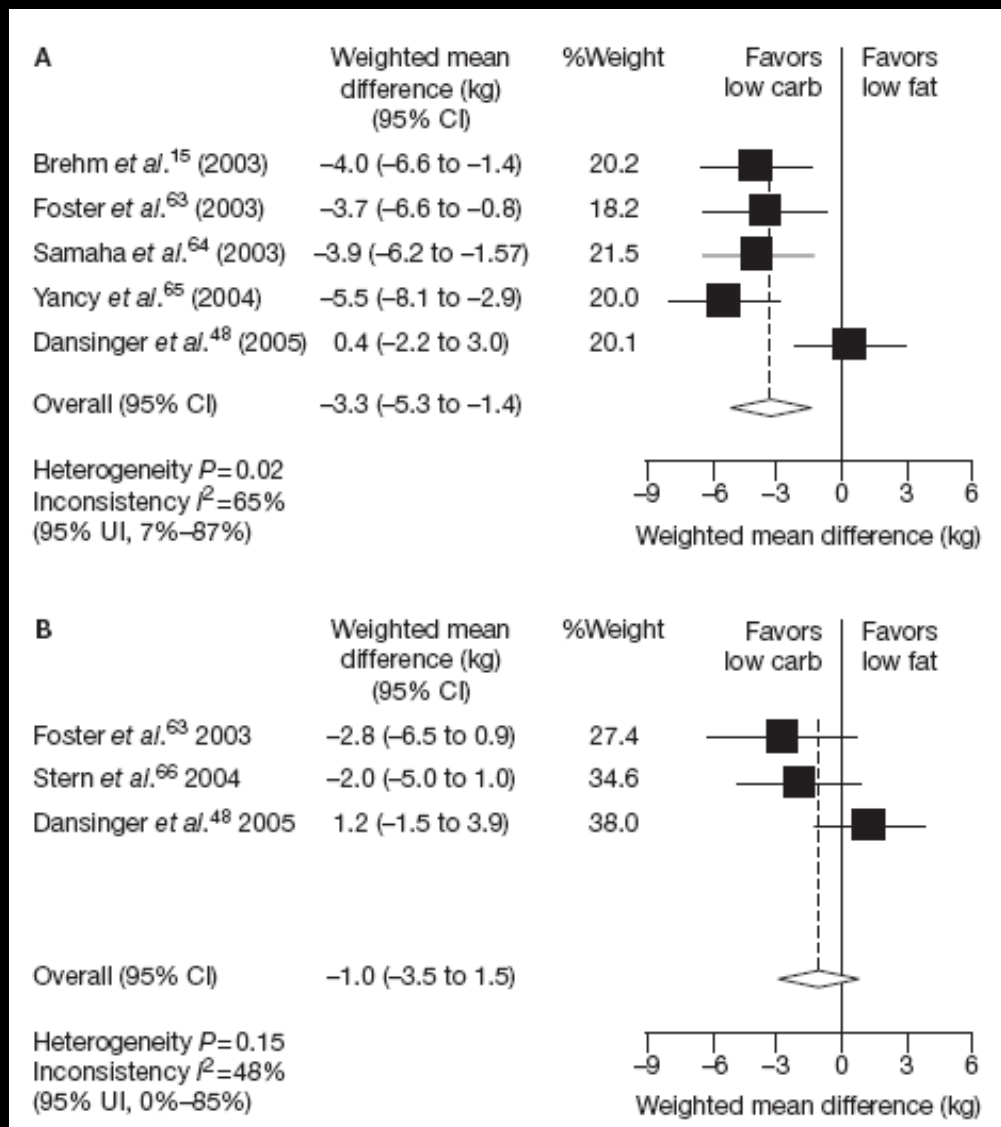 A Weighted mean %Weight Favors Favors
difference (kg) low carb low fat
(95% CI)
Brehm et al.15 (2003) –4.0 (–6.6 to –1.4) 20.2
Foster et al.63 (2003) –3.7 (–6.6 to –0.8) 18.2
Samaha et al.64 (2003) –3.9 (–6.2 to –1.57) 21.5
Yancy et al.65 (2004) –5.5 (–8.1 to –2.9) 20.0
Dansinger et al.48 (2005) 0.4 (–2.2 to 3.0) 20.1
Overall (95% CI) –3.3 (–5.3 to –1.4)
Heterogeneity P=0.02
Inconsistency I2=65%
(95% UI, 7%–87%)
–9 –6 –3 0 3 6
Weighted mean difference (kg)
B Weighted mean %Weight Favors Favors
difference (kg) low carb low fat
(95% CI)
Foster et al.63 2003 –2.8 (–6.5 to 0.9) 27.4
Stern et al.66 2004 –2.0 (–5.0 to 1.0) 34.6
Dansinger et al.48 2005 1.2 (–1.5 to 3.9) 38.0
Overall (95% CI) –1.0 (–3.5 to 1.5)
Heterogeneity P=0.15
Inconsistency I2=48%
(95% UI, 0%–85%)
–9 –6 –3 0 3 6
Weighted mean difference (kg)